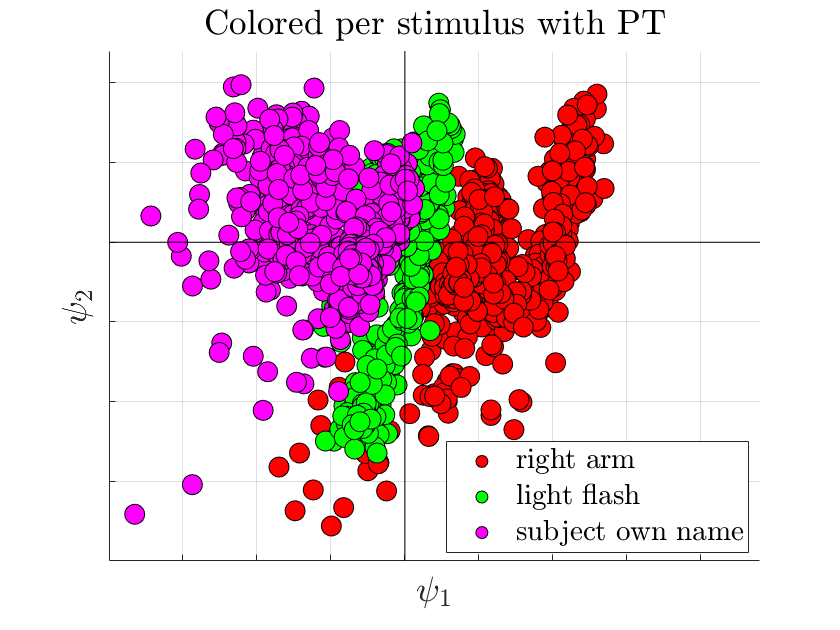 Colored per stimulus with PT
ψ₂
right arm
light flash
subject own name
ψ₁